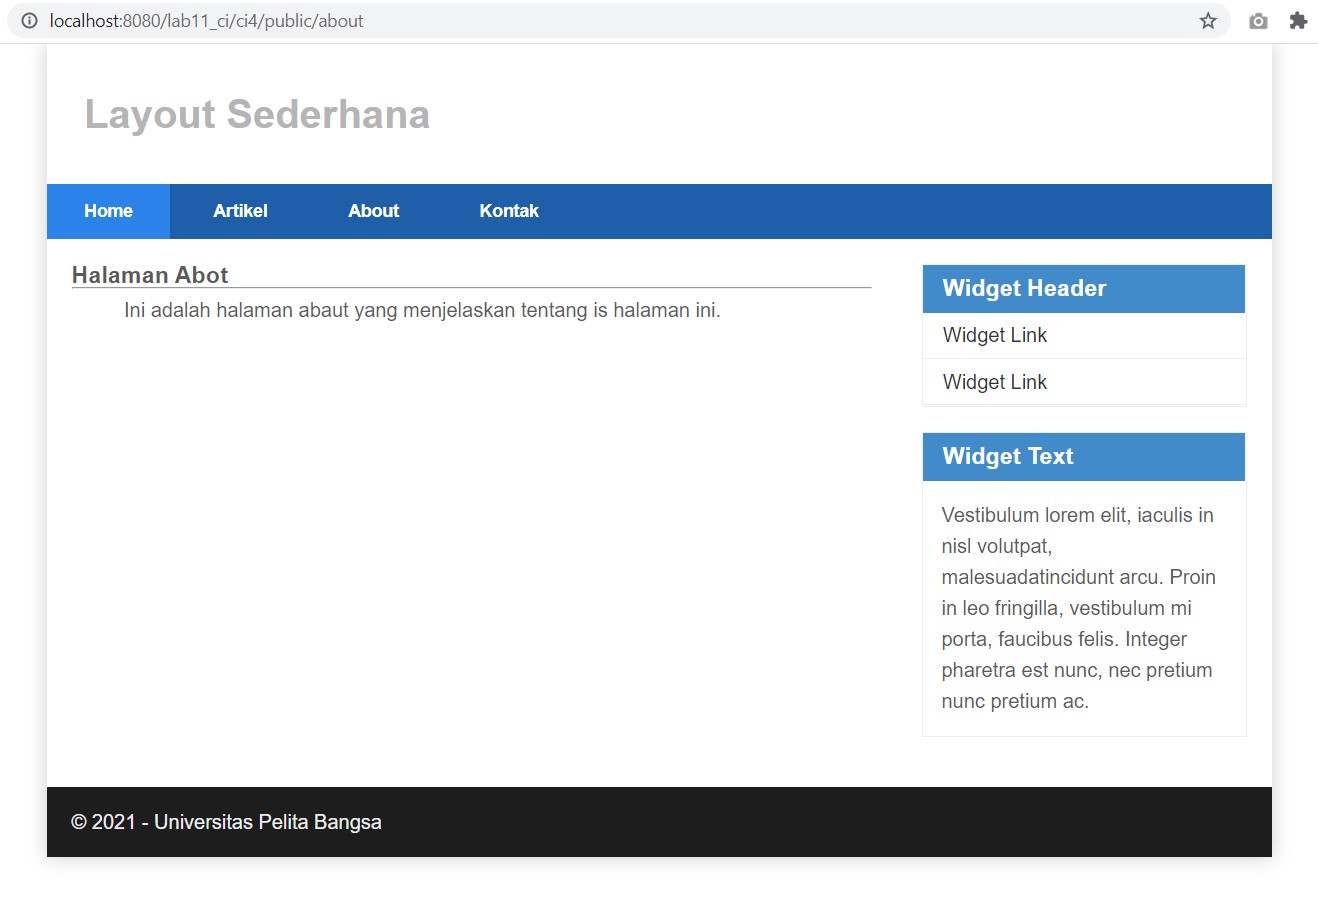 localhost:8080/lab11_ci/ci4/public/about
Layout Sederhana
Home
Artikel
About
Kontak
Halaman Abot
Ini adalah halaman abaut yang menjelaskan tentang is halaman ini.
Widget Header
Widget Link
Widget Link
Widget Text
Vestibulum lorem elit, iaculis in
nisl volutpat,
malesuadatincidunt arcu. Proin
in leo fringilla, vestibulum mi
porta, faucibus felis. Integer
pharetra est nunc, nec pretium
nunc pretium ac.
© 2021 - Universitas Pelita Bangsa